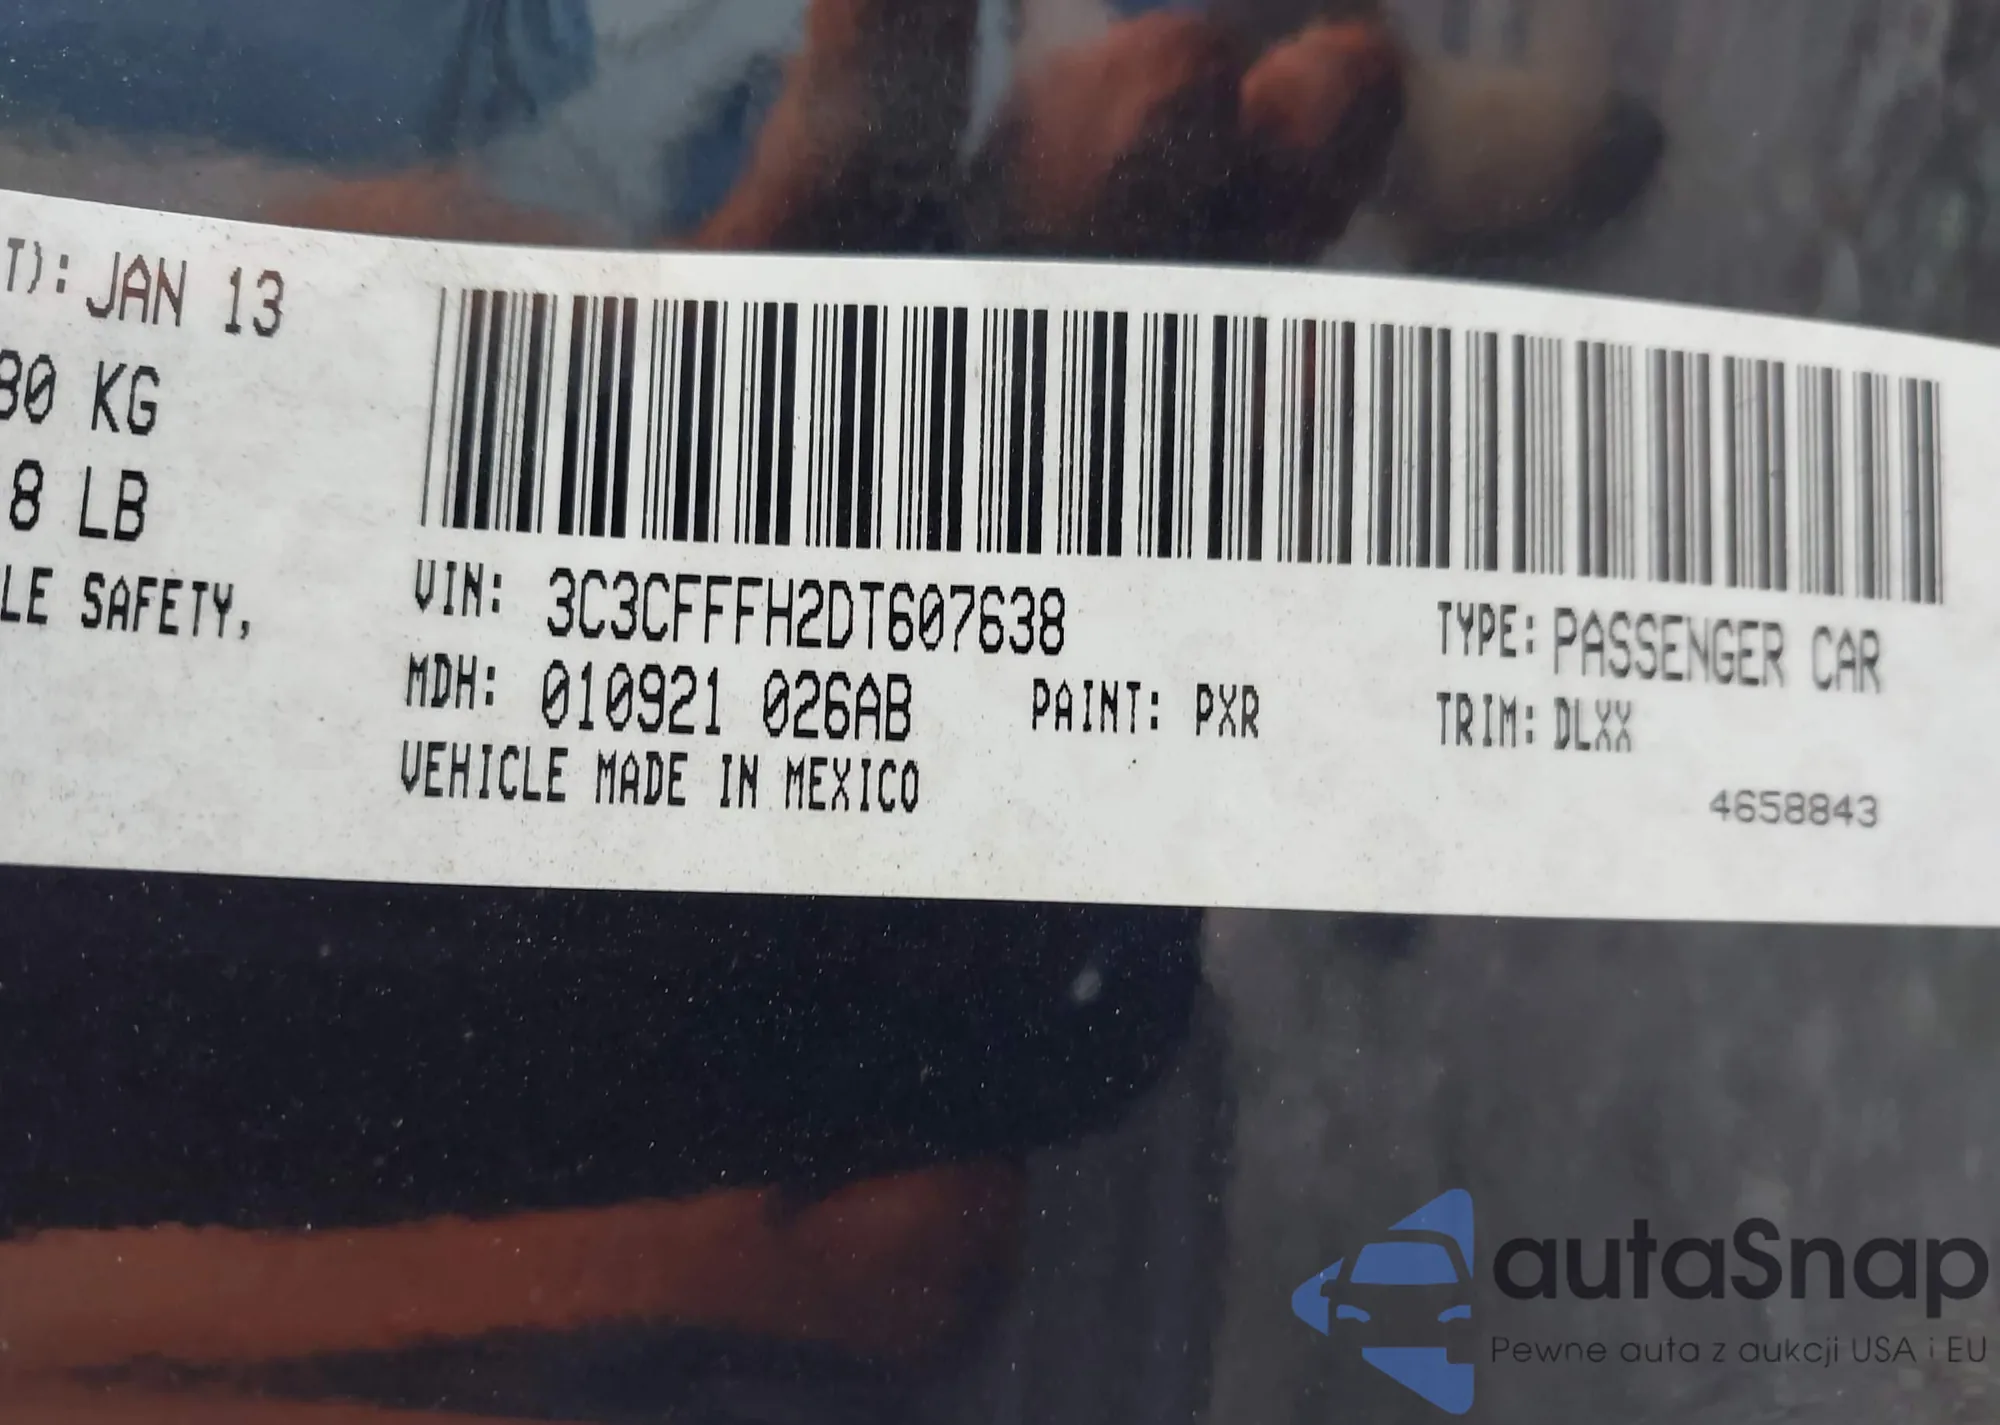 T): JAN 13
80 KG
8 LB
LE SAFETY,
VIN: 3C3CFFFH2DT607638
TYPE: PASSENGER CAR
MDH: 010921 026AB
PAINT: PXR
TRIM: DLXX
VEHICLE MADE IN MEXICO
4658843
autaSnap
Pewne auta z aukcji USA i EU